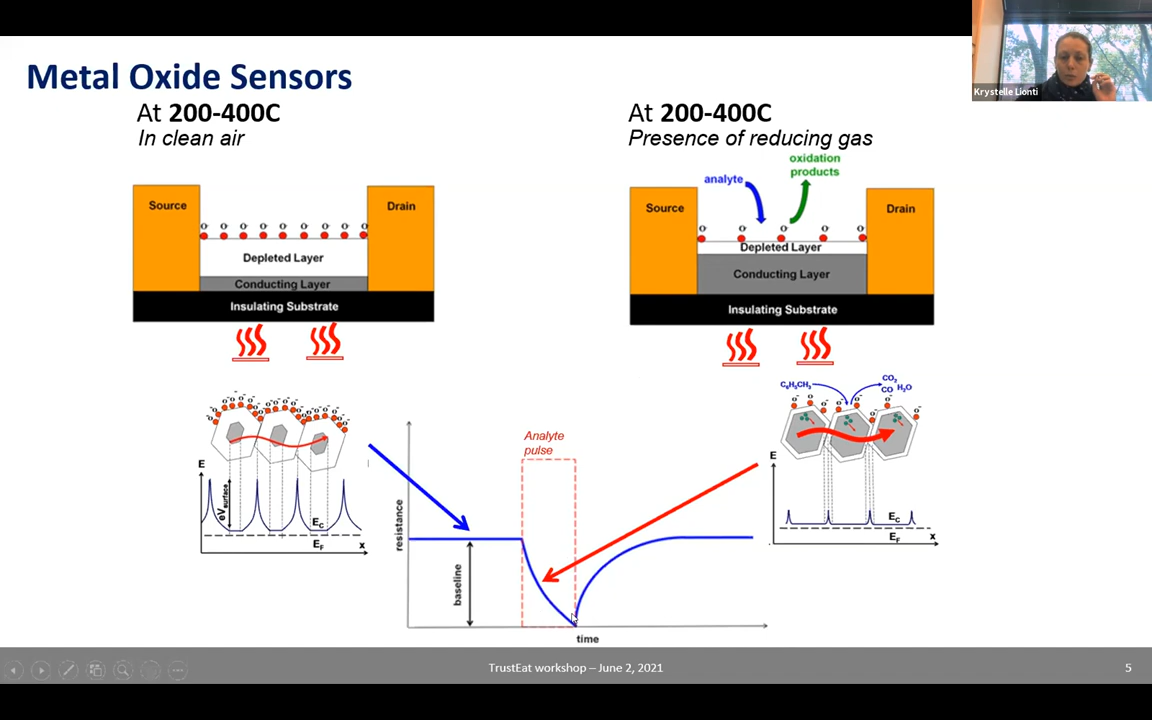 Krystelle Lionti
Metal Oxide Sensors
At 200-400C
In clean air
Source
Drain
O⁻ O⁻ O⁻ O⁻ O⁻ O⁻ O⁻ O⁻ O⁻
Depleted Layer
Conducting Layer
Insulating Substrate
At 200-400C
Presence of reducing gas
analyte
oxidation
products
Source
Drain
O⁻ O⁻ O⁻ O⁻ O⁻
Depleted Layer
Conducting Layer
Insulating Substrate
E
eVsurface
EC
EF
x
Analyte
pulse
resistance
baseline
time
C6H5CH3
CO2
CO H2O
E
EC
EF
x
TrustEat workshop – June 2, 2021
5